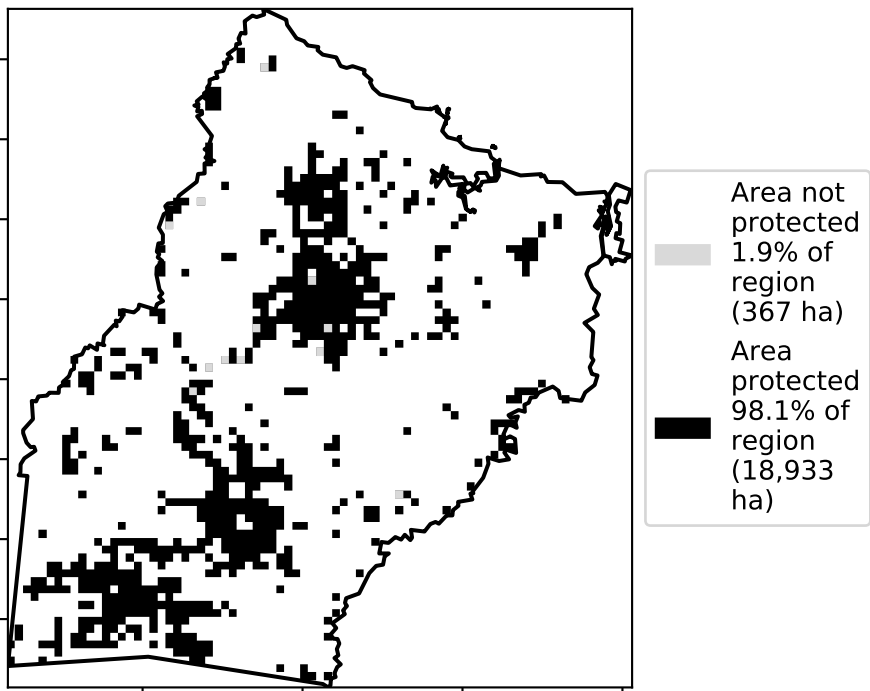 Area not
protected
1.9% of
region
(367 ha)
Area
protected
98.1% of
region
(18,933
ha)